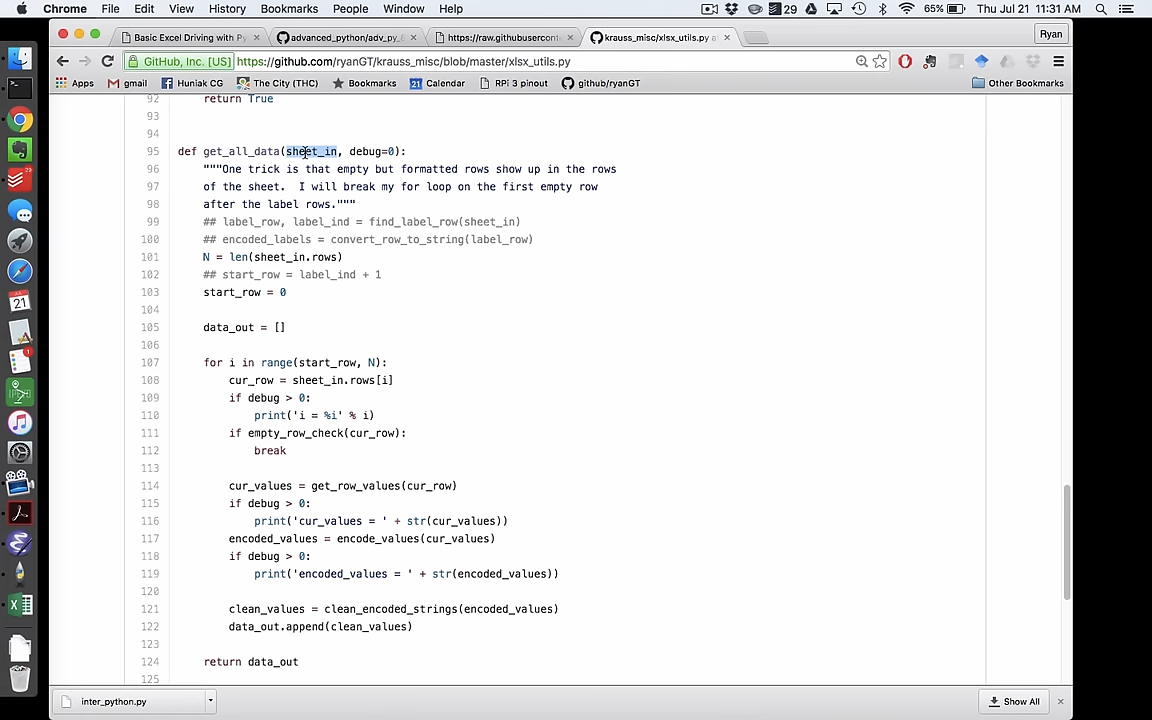 Chrome File Edit View History Bookmarks People Window Help 29 65% Thu Jul 21 11:31 AM
Basic Excel Driving with Py × advanced_python/adv_py_ × https://raw.githubusercont × krauss_misc/xlsx_utils.py at × Ryan
GitHub, Inc. [US] https://github.com/ryanGT/krauss_misc/blob/master/xlsx_utils.py
Apps gmail Huniak CG The City (THC) Bookmarks 21 Calendar RPi 3 pinout github/ryanGT Other Bookmarks
92 return True
93
94
95 def get_all_data(sheet_in, debug=0):
96 """One trick is that empty but formatted rows show up in the rows
97 of the sheet.  I will break my for loop on the first empty row
98 after the label rows."""
99 ## label_row, label_ind = find_label_row(sheet_in)
100 ## encoded_labels = convert_row_to_string(label_row)
101 N = len(sheet_in.rows)
102 ## start_row = label_ind + 1
103 start_row = 0
104
105 data_out = []
106
107 for i in range(start_row, N):
108 cur_row = sheet_in.rows[i]
109 if debug > 0:
110 print('i = %i' % i)
111 if empty_row_check(cur_row):
112 break
113
114 cur_values = get_row_values(cur_row)
115 if debug > 0:
116 print('cur_values = ' + str(cur_values))
117 encoded_values = encode_values(cur_values)
118 if debug > 0:
119 print('encoded_values = ' + str(encoded_values))
120
121 clean_values = clean_encoded_strings(encoded_values)
122 data_out.append(clean_values)
123
124 return data_out
125
inter_python.py Show All ×